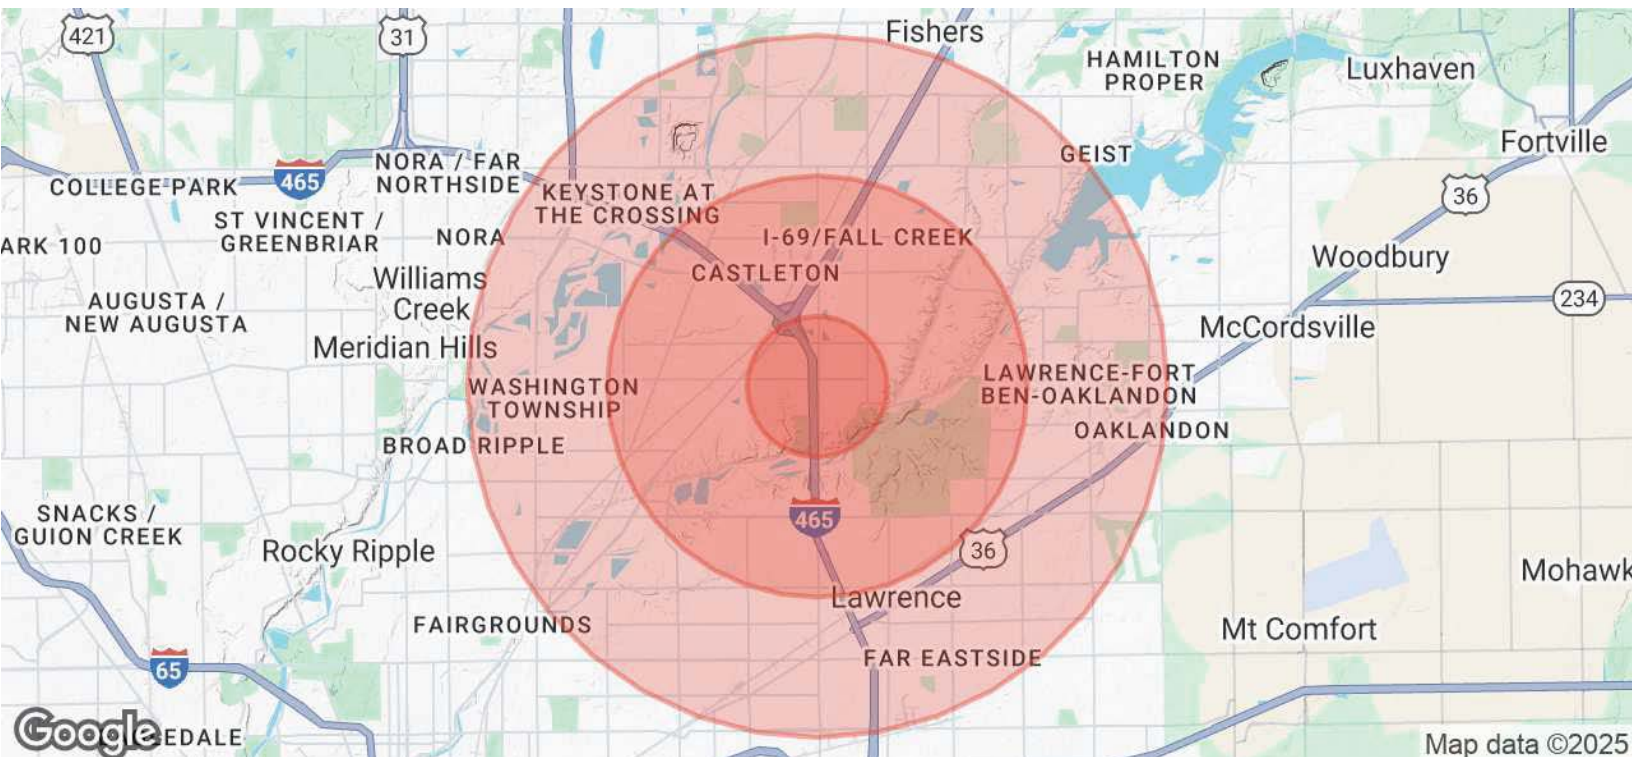 421
31
Fishers
HAMILTON
PROPER
Luxhaven
Fortville
NORA / FAR
NORTHSIDE
GEIST
COLLEGE PARK
465
KEYSTONE AT
THE CROSSING
36
ST VINCENT /
GREENBRIAR
NORA
I-69/FALL CREEK
ARK 100
Woodbury
Williams
Creek
CASTLETON
234
AUGUSTA /
NEW AUGUSTA
McCordsville
Meridian Hills
WASHINGTON
TOWNSHIP
LAWRENCE-FORT
BEN-OAKLANDON
BROAD RIPPLE
OAKLANDON
SNACKS /
GUION CREEK
465
Rocky Ripple
36
Mohawk
Lawrence
FAIRGROUNDS
Mt Comfort
65
FAR EASTSIDE
Google
EDALE
Map data ©2025